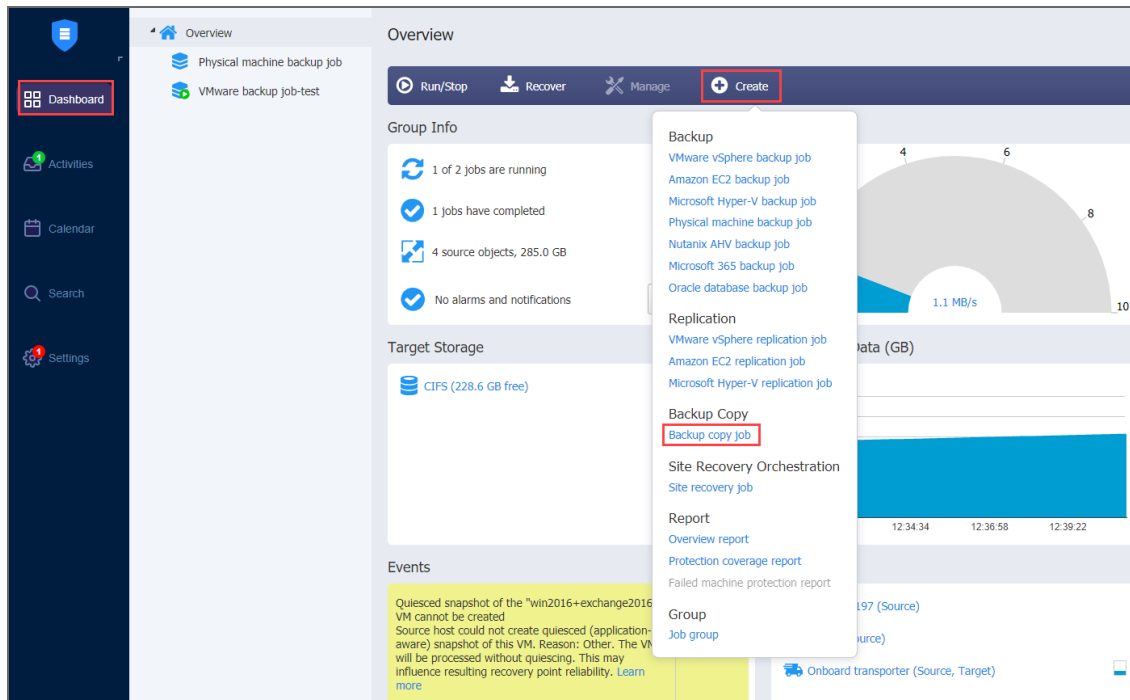 Overview
Physical machine backup job
VMware backup job-test
Dashboard
1
Activities
Calendar
Search
1
Settings
Overview
Run/Stop
Recover
Manage
Create
Group Info
1 of 2 jobs are running
1 jobs have completed
4 source objects, 285.0 GB
No alarms and notifications
Target Storage
CIFS (228.6 GB free)
Events
Quiesced snapshot of the "win2016+exchange2016
VM cannot be created
Source host could not create quiesced (application-
aware) snapshot of this VM. Reason: Other. The VM
will be processed without quiescing. This may
influence resulting recovery point reliability. Learn
more
Backup
VMware vSphere backup job
Amazon EC2 backup job
Microsoft Hyper-V backup job
Physical machine backup job
Nutanix AHV backup job
Microsoft 365 backup job
Oracle database backup job
Replication
VMware vSphere replication job
Amazon EC2 replication job
Microsoft Hyper-V replication job
Backup Copy
Backup copy job
Site Recovery Orchestration
Site recovery job
Report
Overview report
Protection coverage report
Failed machine protection report
Group
Job group
4
6
8
10
1.1 MB/s
Data (GB)
12:34:34 12:36:58 12:39:22
197 (Source)
urce)
Onboard transporter (Source, Target)